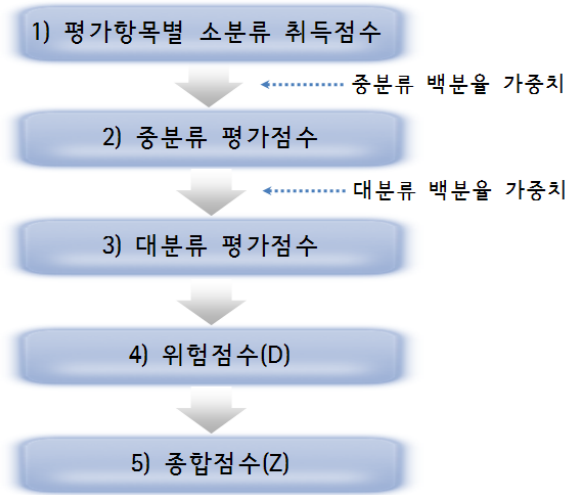 1) 평가항목별 소분류 취득점수
중분류 백분율 가중치
2) 중분류 평가점수
대분류 백분율 가중치
3) 대분류 평가점수
4) 위험점수(D)
5) 종합점수(Z)